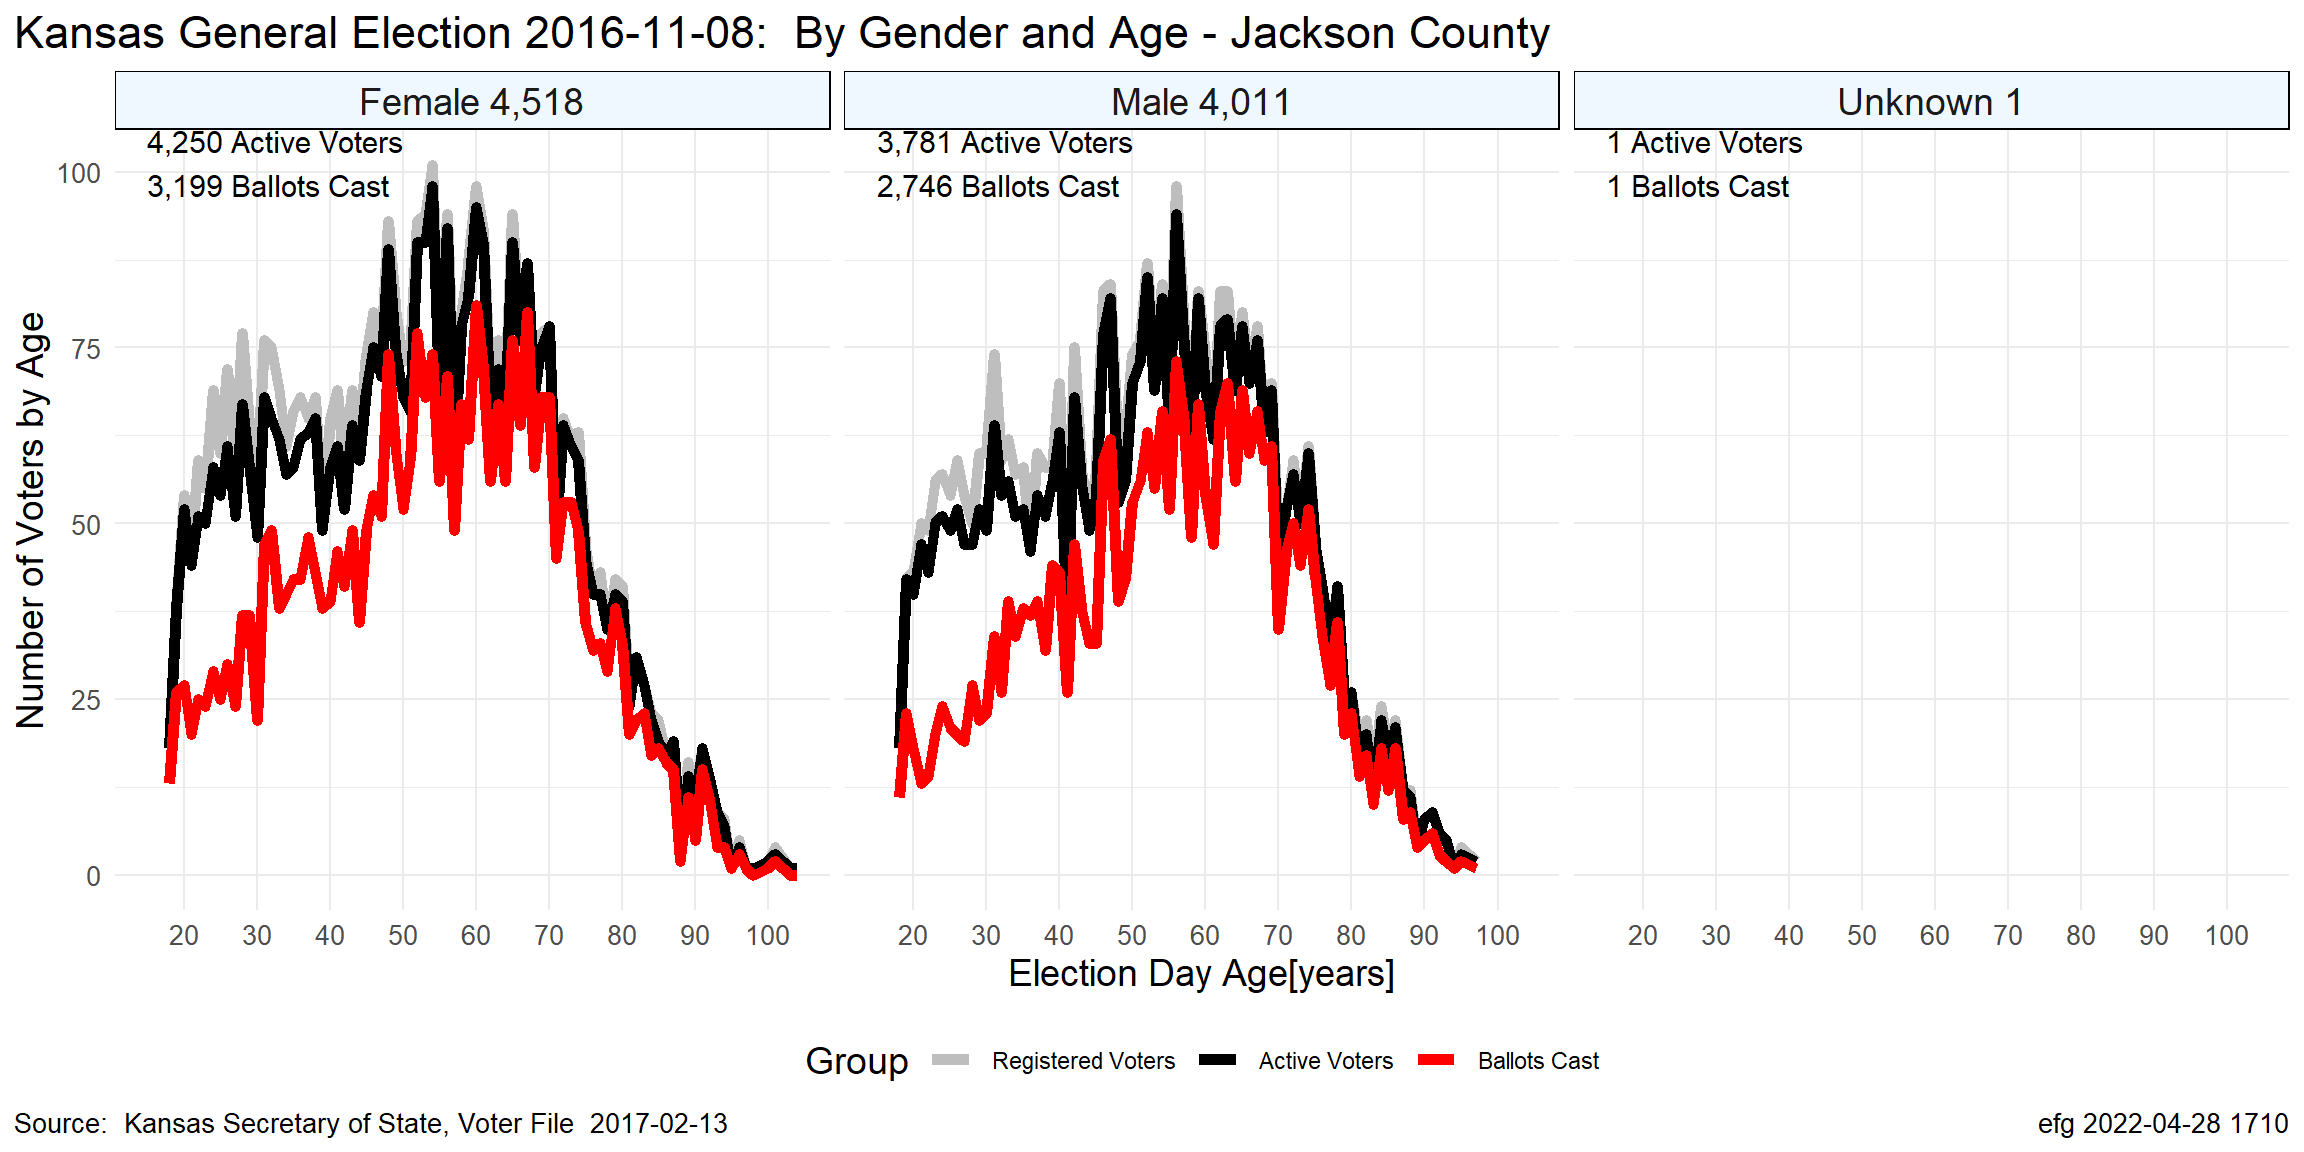 Kansas General Election 2016-11-08:  By Gender and Age - Jackson County
Female 4,518
Male 4,011
Unknown 1
4,250 Active Voters
3,199 Ballots Cast
3,781 Active Voters
2,746 Ballots Cast
1 Active Voters
1 Ballots Cast
Number of Voters by Age
100
75
50
25
0
20 30 40 50 60 70 80 90 100
20 30 40 50 60 70 80 90 100
20 30 40 50 60 70 80 90 100
Election Day Age[years]
Group Registered Voters Active Voters Ballots Cast
Source:  Kansas Secretary of State, Voter File  2017-02-13
efg 2022-04-28 1710